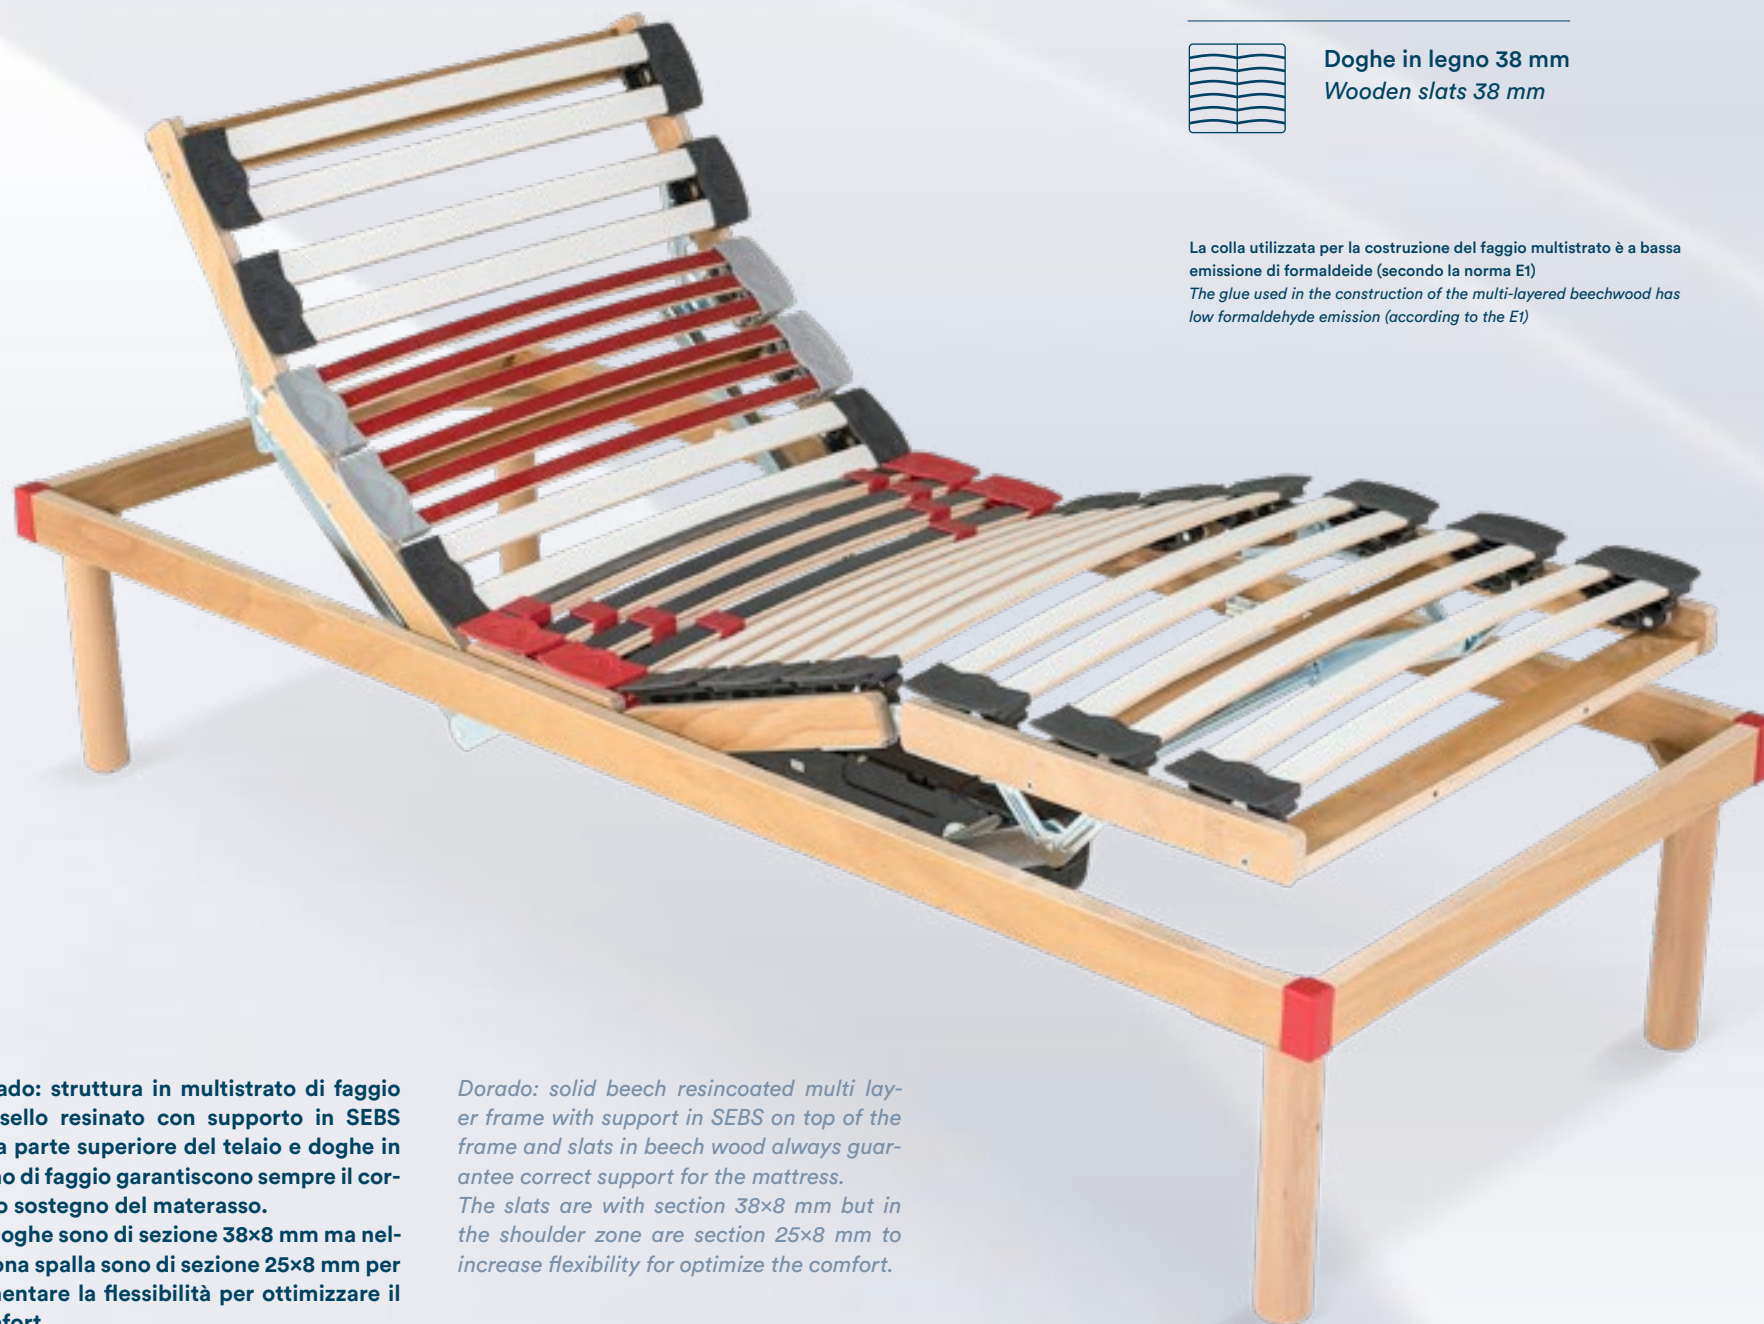 Doghe in legno 38 mm
Wooden slats 38 mm
La colla utilizzata per la costruzione del faggio multistrato è a bassa
emissione di formaldeide (secondo la norma E1)
The glue used in the construction of the multi-layered beechwood has
low formaldehyde emission (according to the E1)
ado: struttura in multistrato di faggio
sello resinato con supporto in SEBS
a parte superiore del telaio e doghe in
o di faggio garantiscono sempre il cor-
o sostegno del materasso.
oghe sono di sezione 38×8 mm ma nel-
ona spalla sono di sezione 25×8 mm per
entare la flessibilità per ottimizzare il
fort
Dorado: solid beech resincoated multi lay-
er frame with support in SEBS on top of the
frame and slats in beech wood always guar-
antee correct support for the mattress.
The slats are with section 38×8 mm but in
the shoulder zone are section 25×8 mm to
increase flexibility for optimize the comfort.